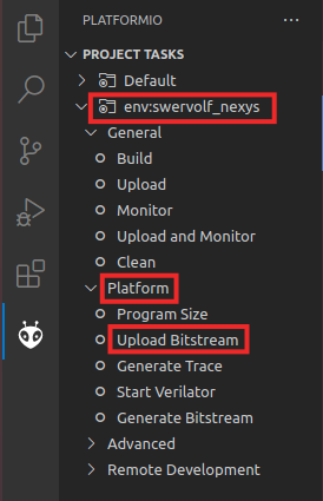 PLATFORMIO
PROJECT TASKS
Default
env:swervolf_nexys
General
Build
Upload
Monitor
Upload and Monitor
Clean
Platform
Program Size
Upload Bitstream
Generate Trace
Start Verilator
Generate Bitstream
Advanced
Remote Development